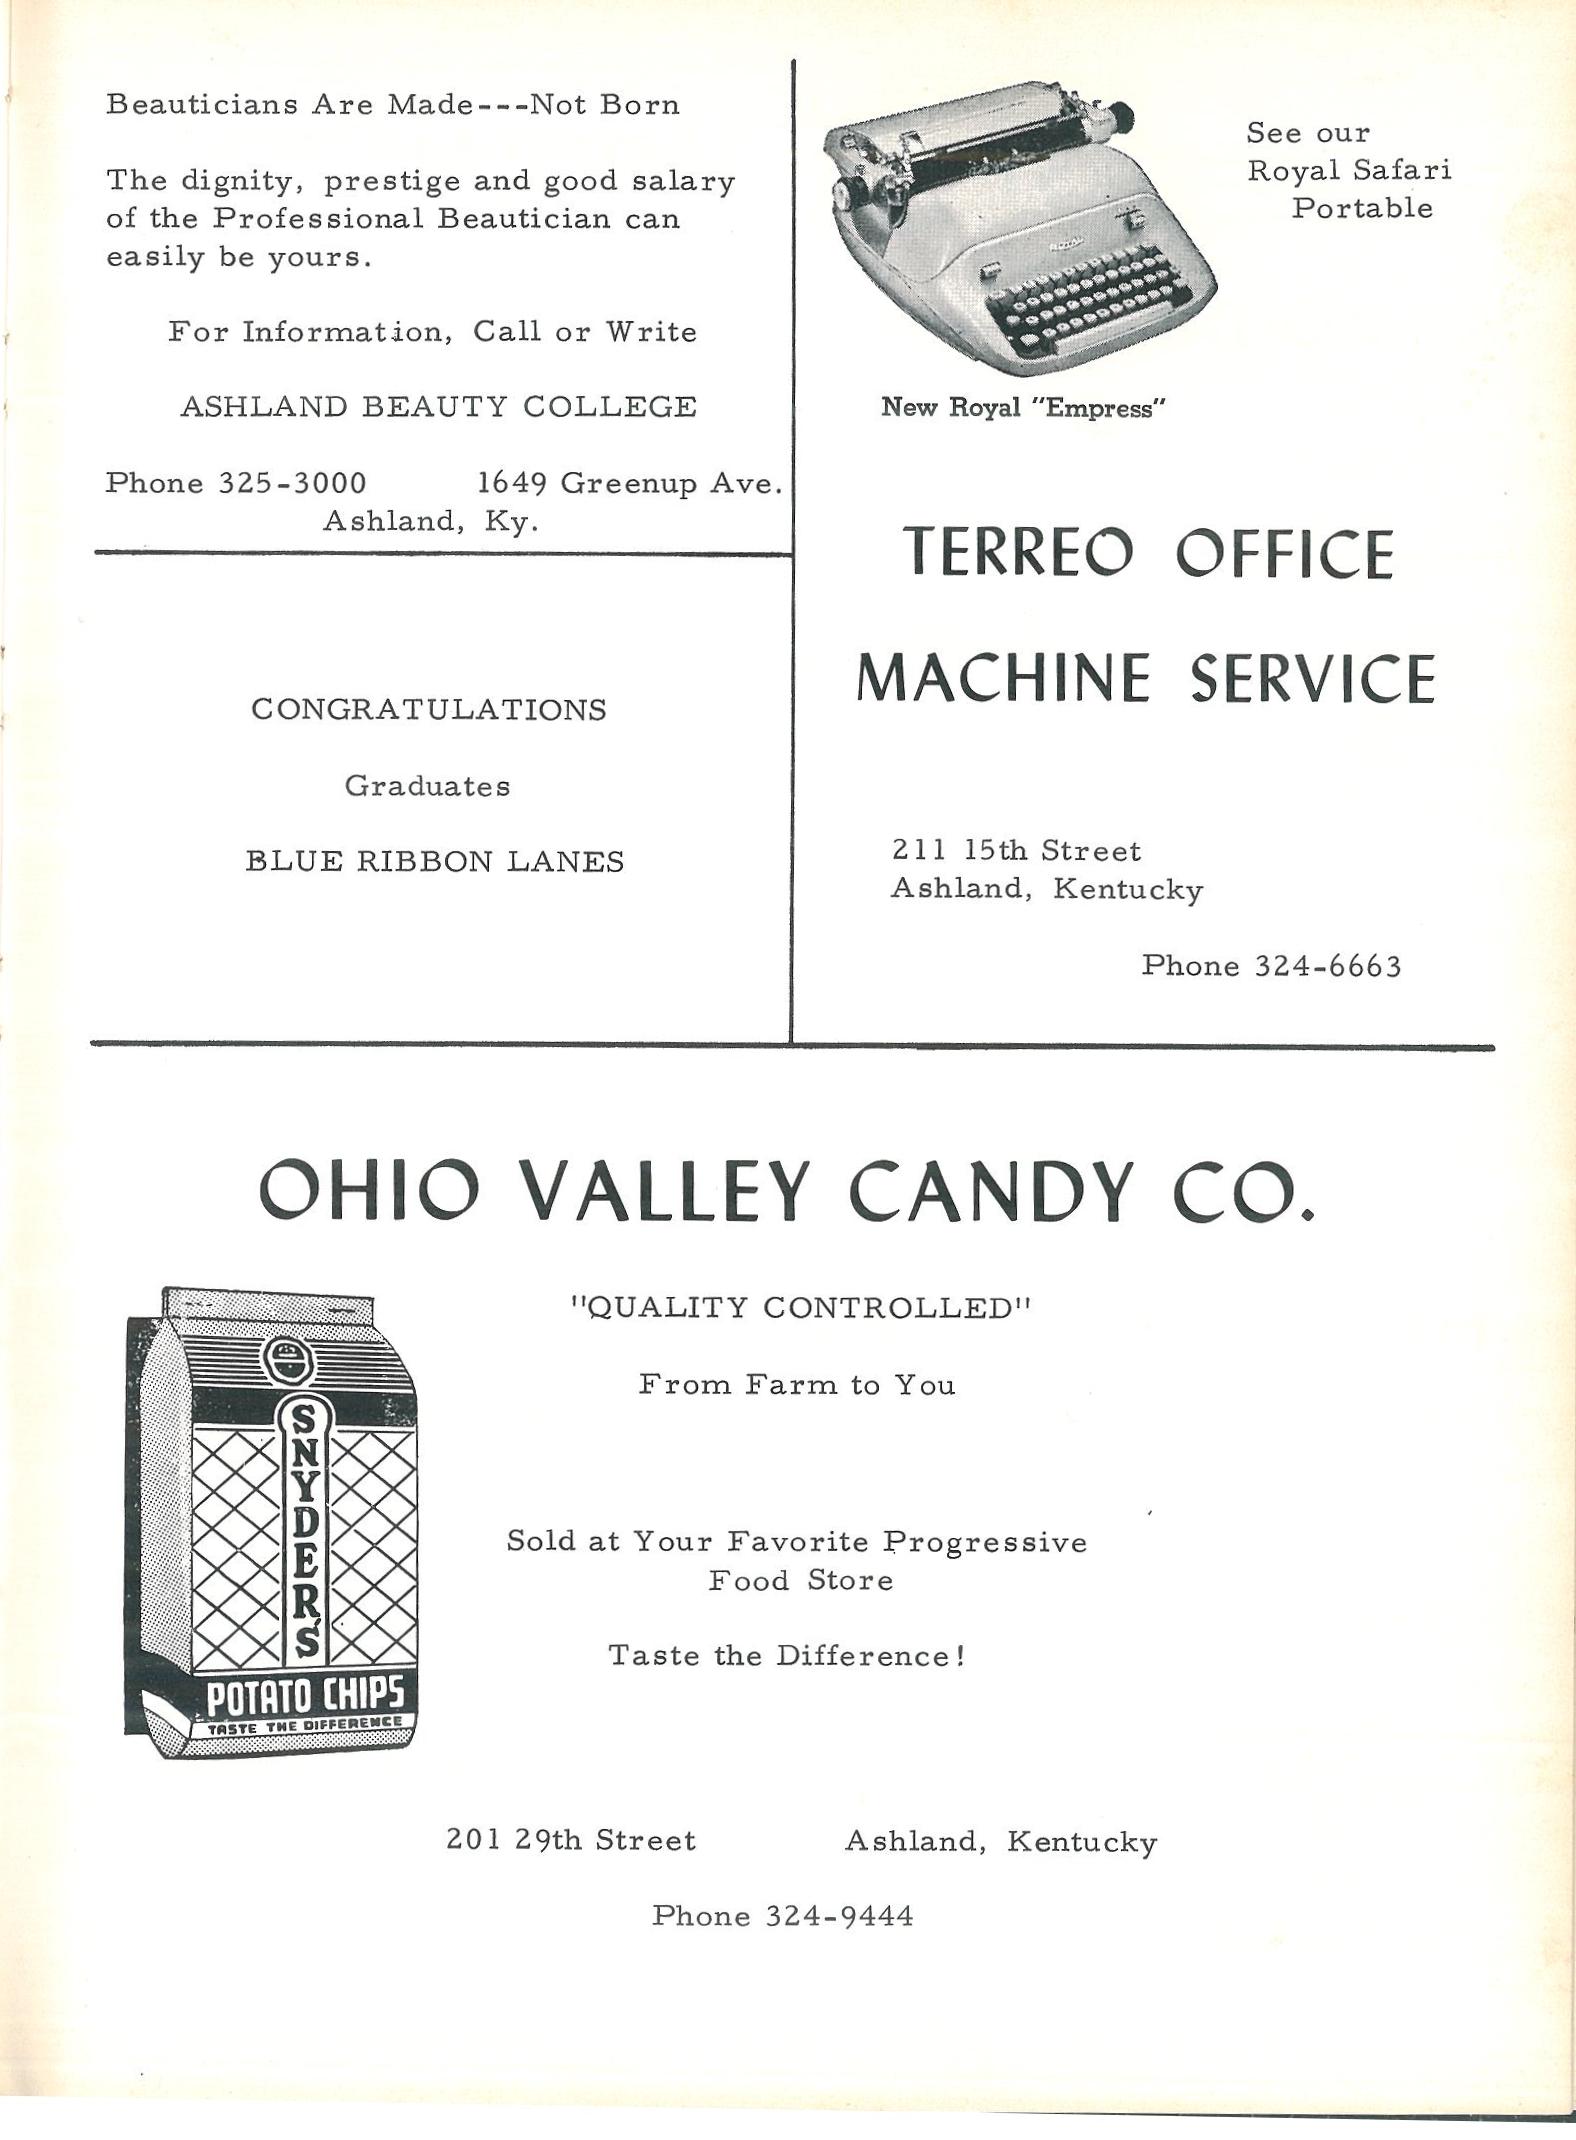 Beauticians Are Made---Not Born
The dignity, prestige and good salary
of the Professional Beautician can
easily be yours.
For Information, Call or Write
ASHLAND BEAUTY COLLEGE
Phone 325-3000 1649 Greenup Ave.
Ashland, Ky.
CONGRATULATIONS
Graduates
BLUE RIBBON LANES
See our
Royal Safari
Portable
ROYAL
New Royal "Empress"
TERREO OFFICE
MACHINE SERVICE
211 15th Street
Ashland, Kentucky
Phone 324-6663
OHIO VALLEY CANDY CO.
"QUALITY CONTROLLED"
From Farm to You
Sold at Your Favorite Progressive
Food Store
Taste the Difference!
SNYDER'S
POTATO CHIPS
TASTE THE DIFFERENCE
201 29th Street Ashland, Kentucky
Phone 324-9444